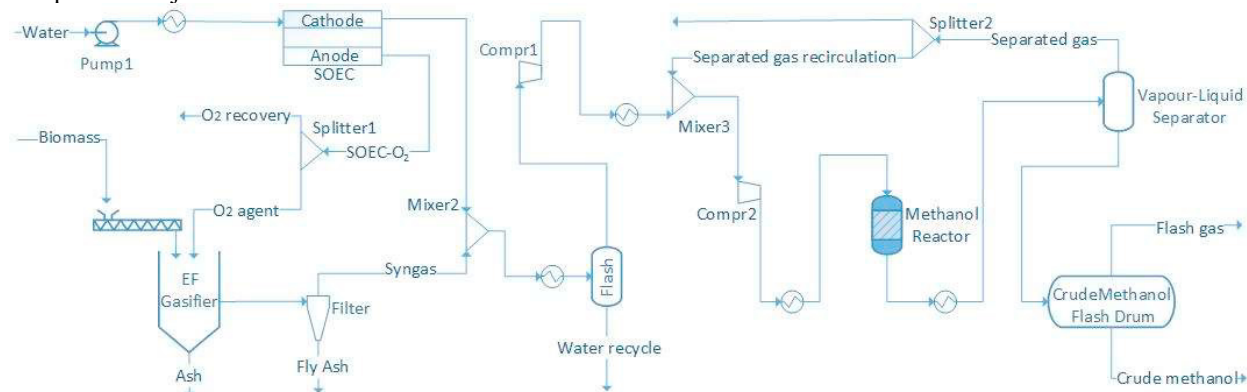 Water
Pump1
Cathode
Anode
SOEC
O2 recovery
Splitter1
SOEC-O₂
Biomass
O2 agent
EF
Gasifier
Ash
Filter
Fly Ash
Syngas
Mixer2
Flash
Water recycle
Compr1
Separated gas recirculation
Mixer3
Splitter2
Separated gas
Vapour-Liquid
Separator
Compr2
Methanol
Reactor
Flash gas
CrudeMethanol
Flash Drum
Crude methanol